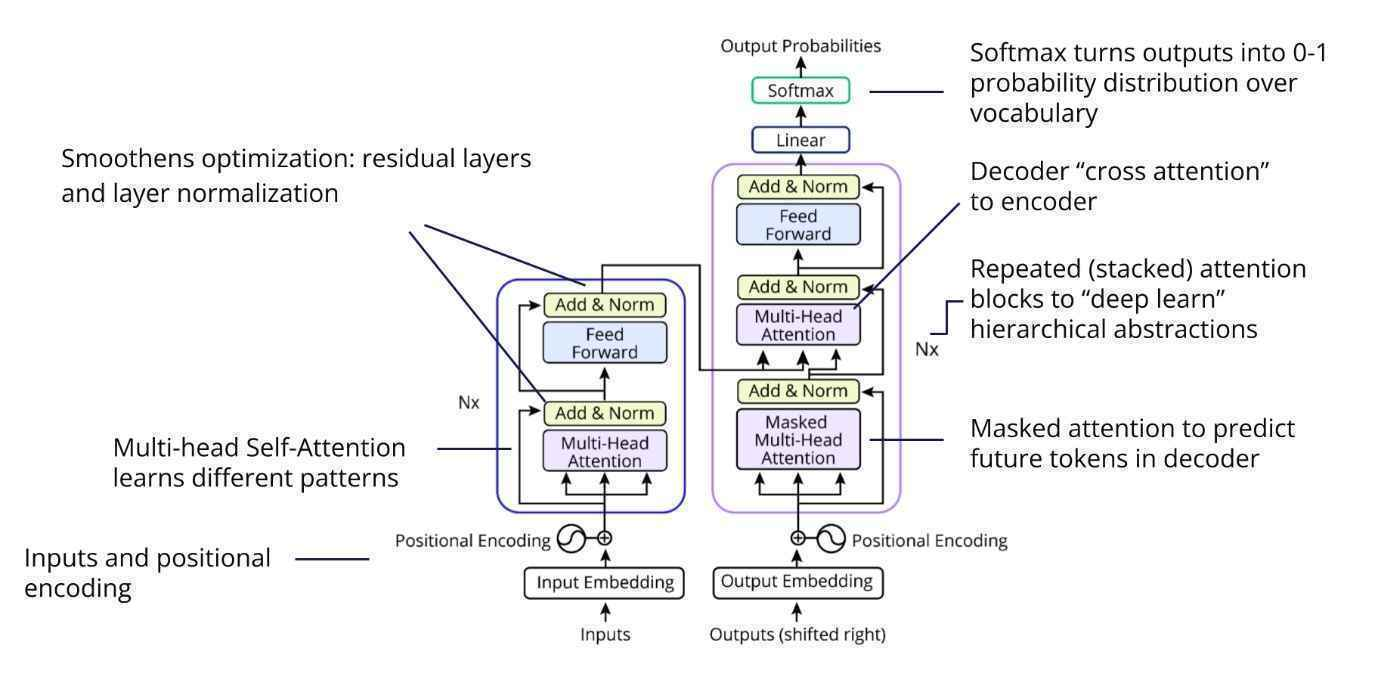 Output Probabilities
Softmax
Linear
Add & Norm
Feed
Forward
Add & Norm
Multi-Head
Attention
Add & Norm
Masked
Multi-Head
Attention
Nx
Positional Encoding
Output Embedding
Outputs (shifted right)
Add & Norm
Feed
Forward
Add & Norm
Multi-Head
Attention
Nx
Positional Encoding
Input Embedding
Inputs
Smoothens optimization: residual layers
and layer normalization
Multi-head Self-Attention
learns different patterns
Inputs and positional
encoding
Softmax turns outputs into 0-1
probability distribution over
vocabulary
Decoder “cross attention”
to encoder
Repeated (stacked) attention
blocks to “deep learn”
hierarchical abstractions
Masked attention to predict
future tokens in decoder